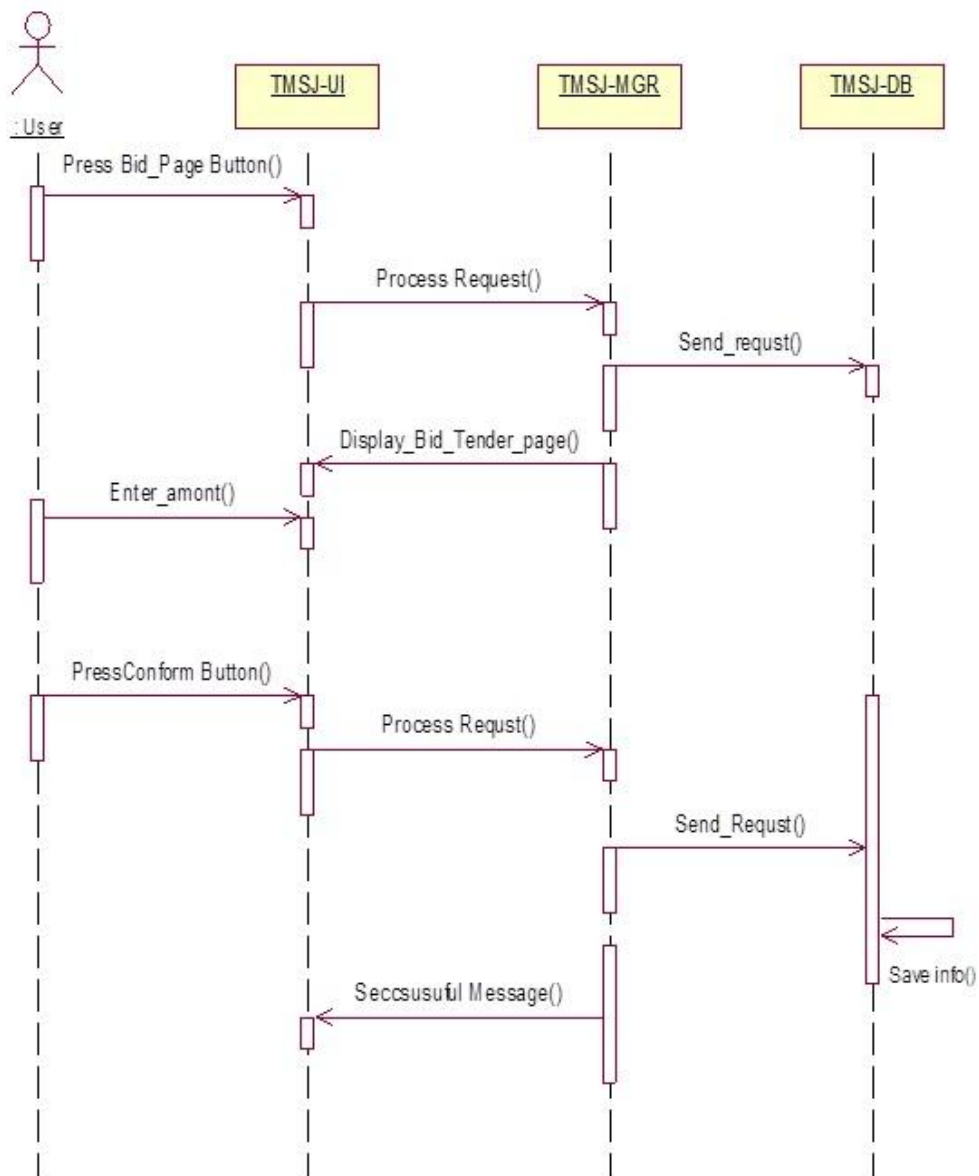 TMSJ-UI
TMSJ-MGR
TMSJ-DB
: User
Press Bid_Page Button()
Process Request()
Send_requst()
Display_Bid_Tender_page()
Enter_amont()
PressConform Button()
Process Requst()
Send_Requst()
Save info()
Seccsusuful Message()